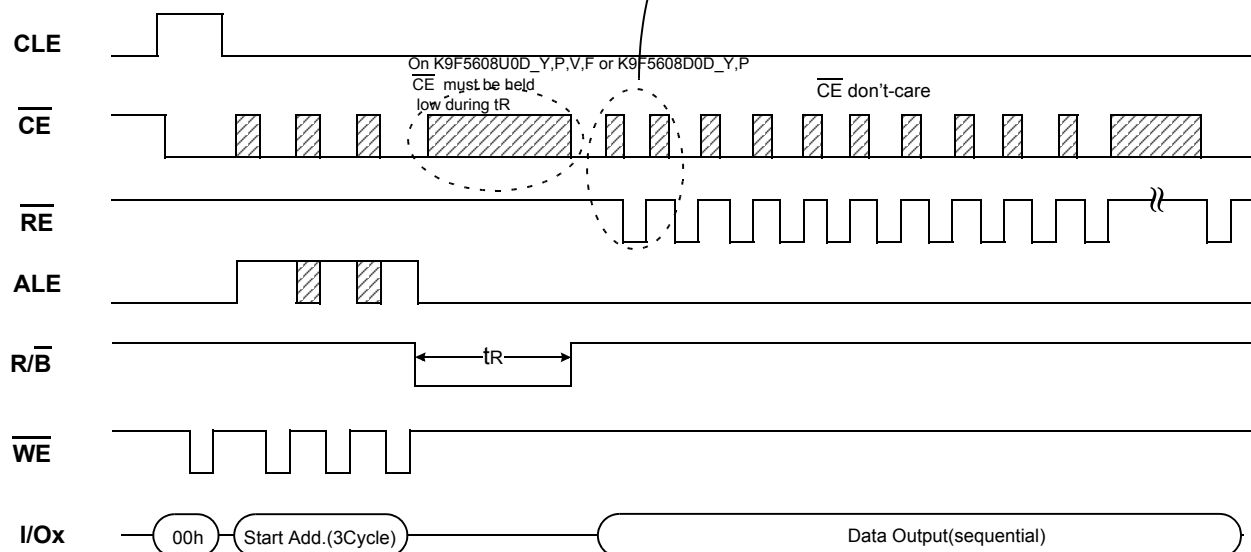 CLE
On K9F5608U0D_Y,P,V,F or K9F5608D0D_Y,P
CE must be held
low during tR
CE don't-care
CE
RE
ALE
R/B
tR
WE
I/Ox
00h
Start Add.(3Cycle)
Data Output(sequential)